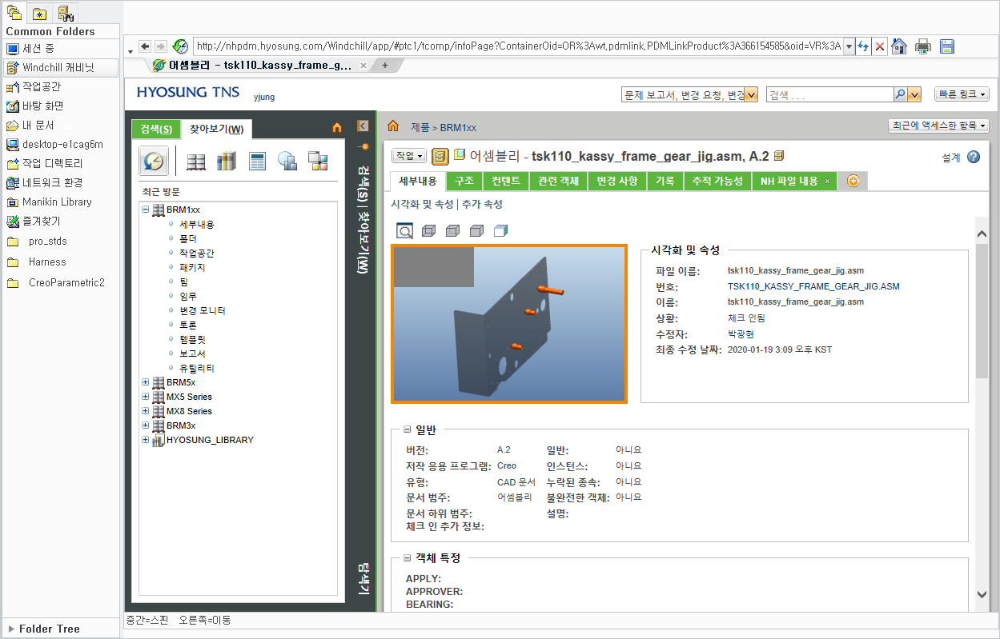 Common Folders
세션 중
Windchill 캐비닛
작업공간
바탕 화면
내 문서
desktop-e1cag6m
작업 디렉토리
네트워크 환경
Manikin Library
즐겨찾기
pro_stds
Harness
CreoParametric2
Folder Tree
http://nhpdm.hyosung.com/Windchill/app/#ptc1/tcomp/infoPage?ContainerOid=OR%3Awt.pdmlink.PDMLinkProduct%3A366154585&oid=VR%3A
어셈블리 - tsk110_kassy_frame_g...
HYOSUNG TNS
yjung
문제 보고서, 변경 요청, 변경
검색 . . .
빠른 링크
검색(S)
찾아보기(W)
최근 방문
BRM1xx
세부내용
폴더
작업공간
패키지
팀
임무
변경 모니터
토론
템플릿
보고서
유틸리티
BRM5x
MX5 Series
MX8 Series
BRM3x
HYOSUNG_LIBRARY
검색(S) | 찾아보기(W)
탐색기
제품 > BRM1xx
최근에 액세스한 항목
작업
어셈블리 - tsk110_kassy_frame_gear_jig.asm, A.2
설계
세부내용
구조
컨텐트
관련 객체
변경 사항
기록
추적 가능성
NH 파일 내용
시각화 및 속성 | 추가 속성
시각화 및 속성
파일 이름: tsk110_kassy_frame_gear_jig.asm
번호: TSK110_KASSY_FRAME_GEAR_JIG.ASM
이름: tsk110_kassy_frame_gear_jig.asm
상황: 체크 인됨
수정자: 박광현
최종 수정 날짜: 2020-01-19 3:09 오후 KST
일반
버전: A.2 일반: 아니요
저작 응용 프로그램: Creo 인스턴스: 아니요
유형: CAD 문서 누락된 종속: 아니요
문서 범주: 어셈블리 불완전한 객체: 아니요
문서 하위 범주: 설명:
체크 인 추가 정보:
객체 특정
APPLY:
APPROVER:
BEARING:
중간=스핀 오른쪽=이동